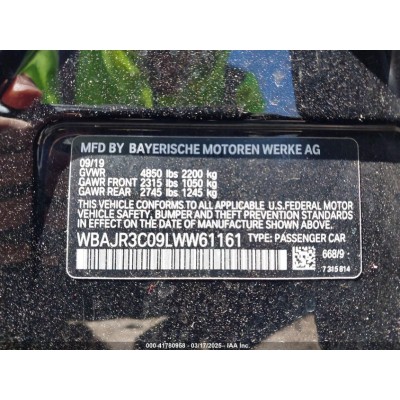 MFD BY BAYERISCHE MOTOREN WERKE AG
09/19
GVWR 4850 lbs 2200 kg
GAWR FRONT 2315 lbs 1050 kg
GAWR REAR 2745 lbs 1245 kg
THIS VEHICLE CONFORMS TO ALL APPLICABLE U.S.FEDERAL MOTOR
VEHICLE SAFETY, BUMPER AND THEFT PREVENTION STANDARDS
IN EFFECT ON THE DATE OF MANUFACTURE SHOWN ABOVE.
WBAJR3C09LWW61161 TYPE: PASSENGER CAR
668/9
7 315 814
000-41780958 - 03/17/2025 - IAA Inc.